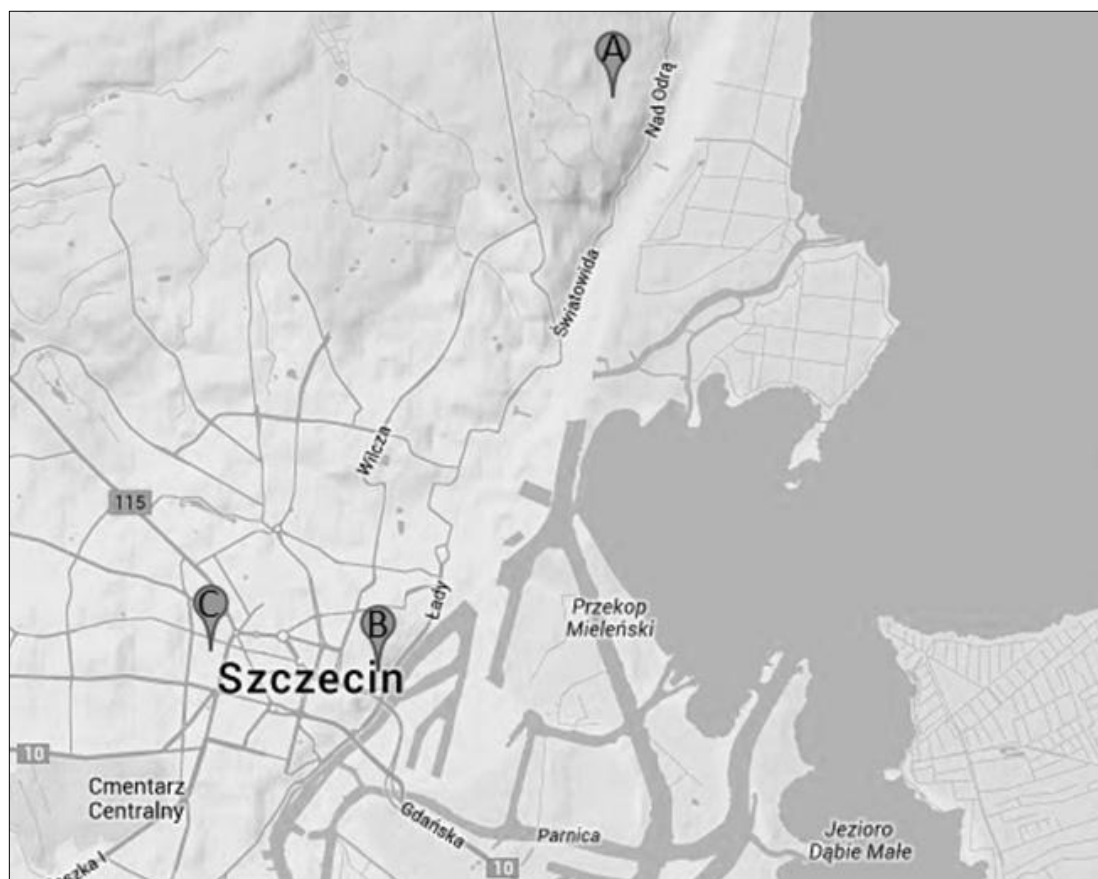 A
Nad Odrą
Światowida
Wilcza
115
Łady
C
B
Przekop
Mieleński
Szczecin
10
Cmentarz
Centralny
Gdańska
Parnica
Jezioro
Dąbie Małe
10